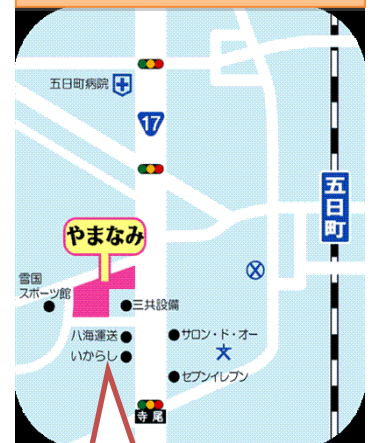 五日町病院
17
五日町
やまなみ
雪国
スポーツ館
三共設備
八海運送
サロン・ド・オー
いからし
セブンイレブン
寺尾